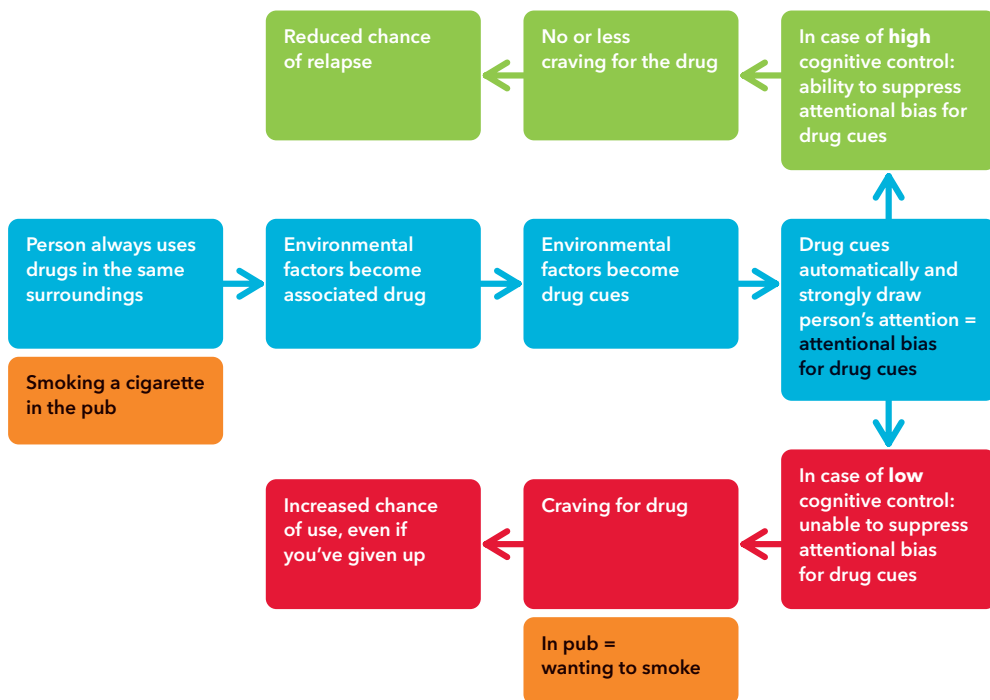 Reduced chance
of relapse
No or less
craving for the drug
In case of high
cognitive control:
ability to suppress
attentional bias for
drug cues
Person always uses
drugs in the same
surroundings
Environmental
factors become
associated drug
Environmental
factors become
drug cues
Drug cues
automatically and
strongly draw
person's attention =
attentional bias
for drug cues
Smoking a cigarette
in the pub
Increased chance
of use, even if
you've given up
Craving for drug
In case of low
cognitive control:
unable to suppress
attentional bias
for drug cues
In pub =
wanting to smoke